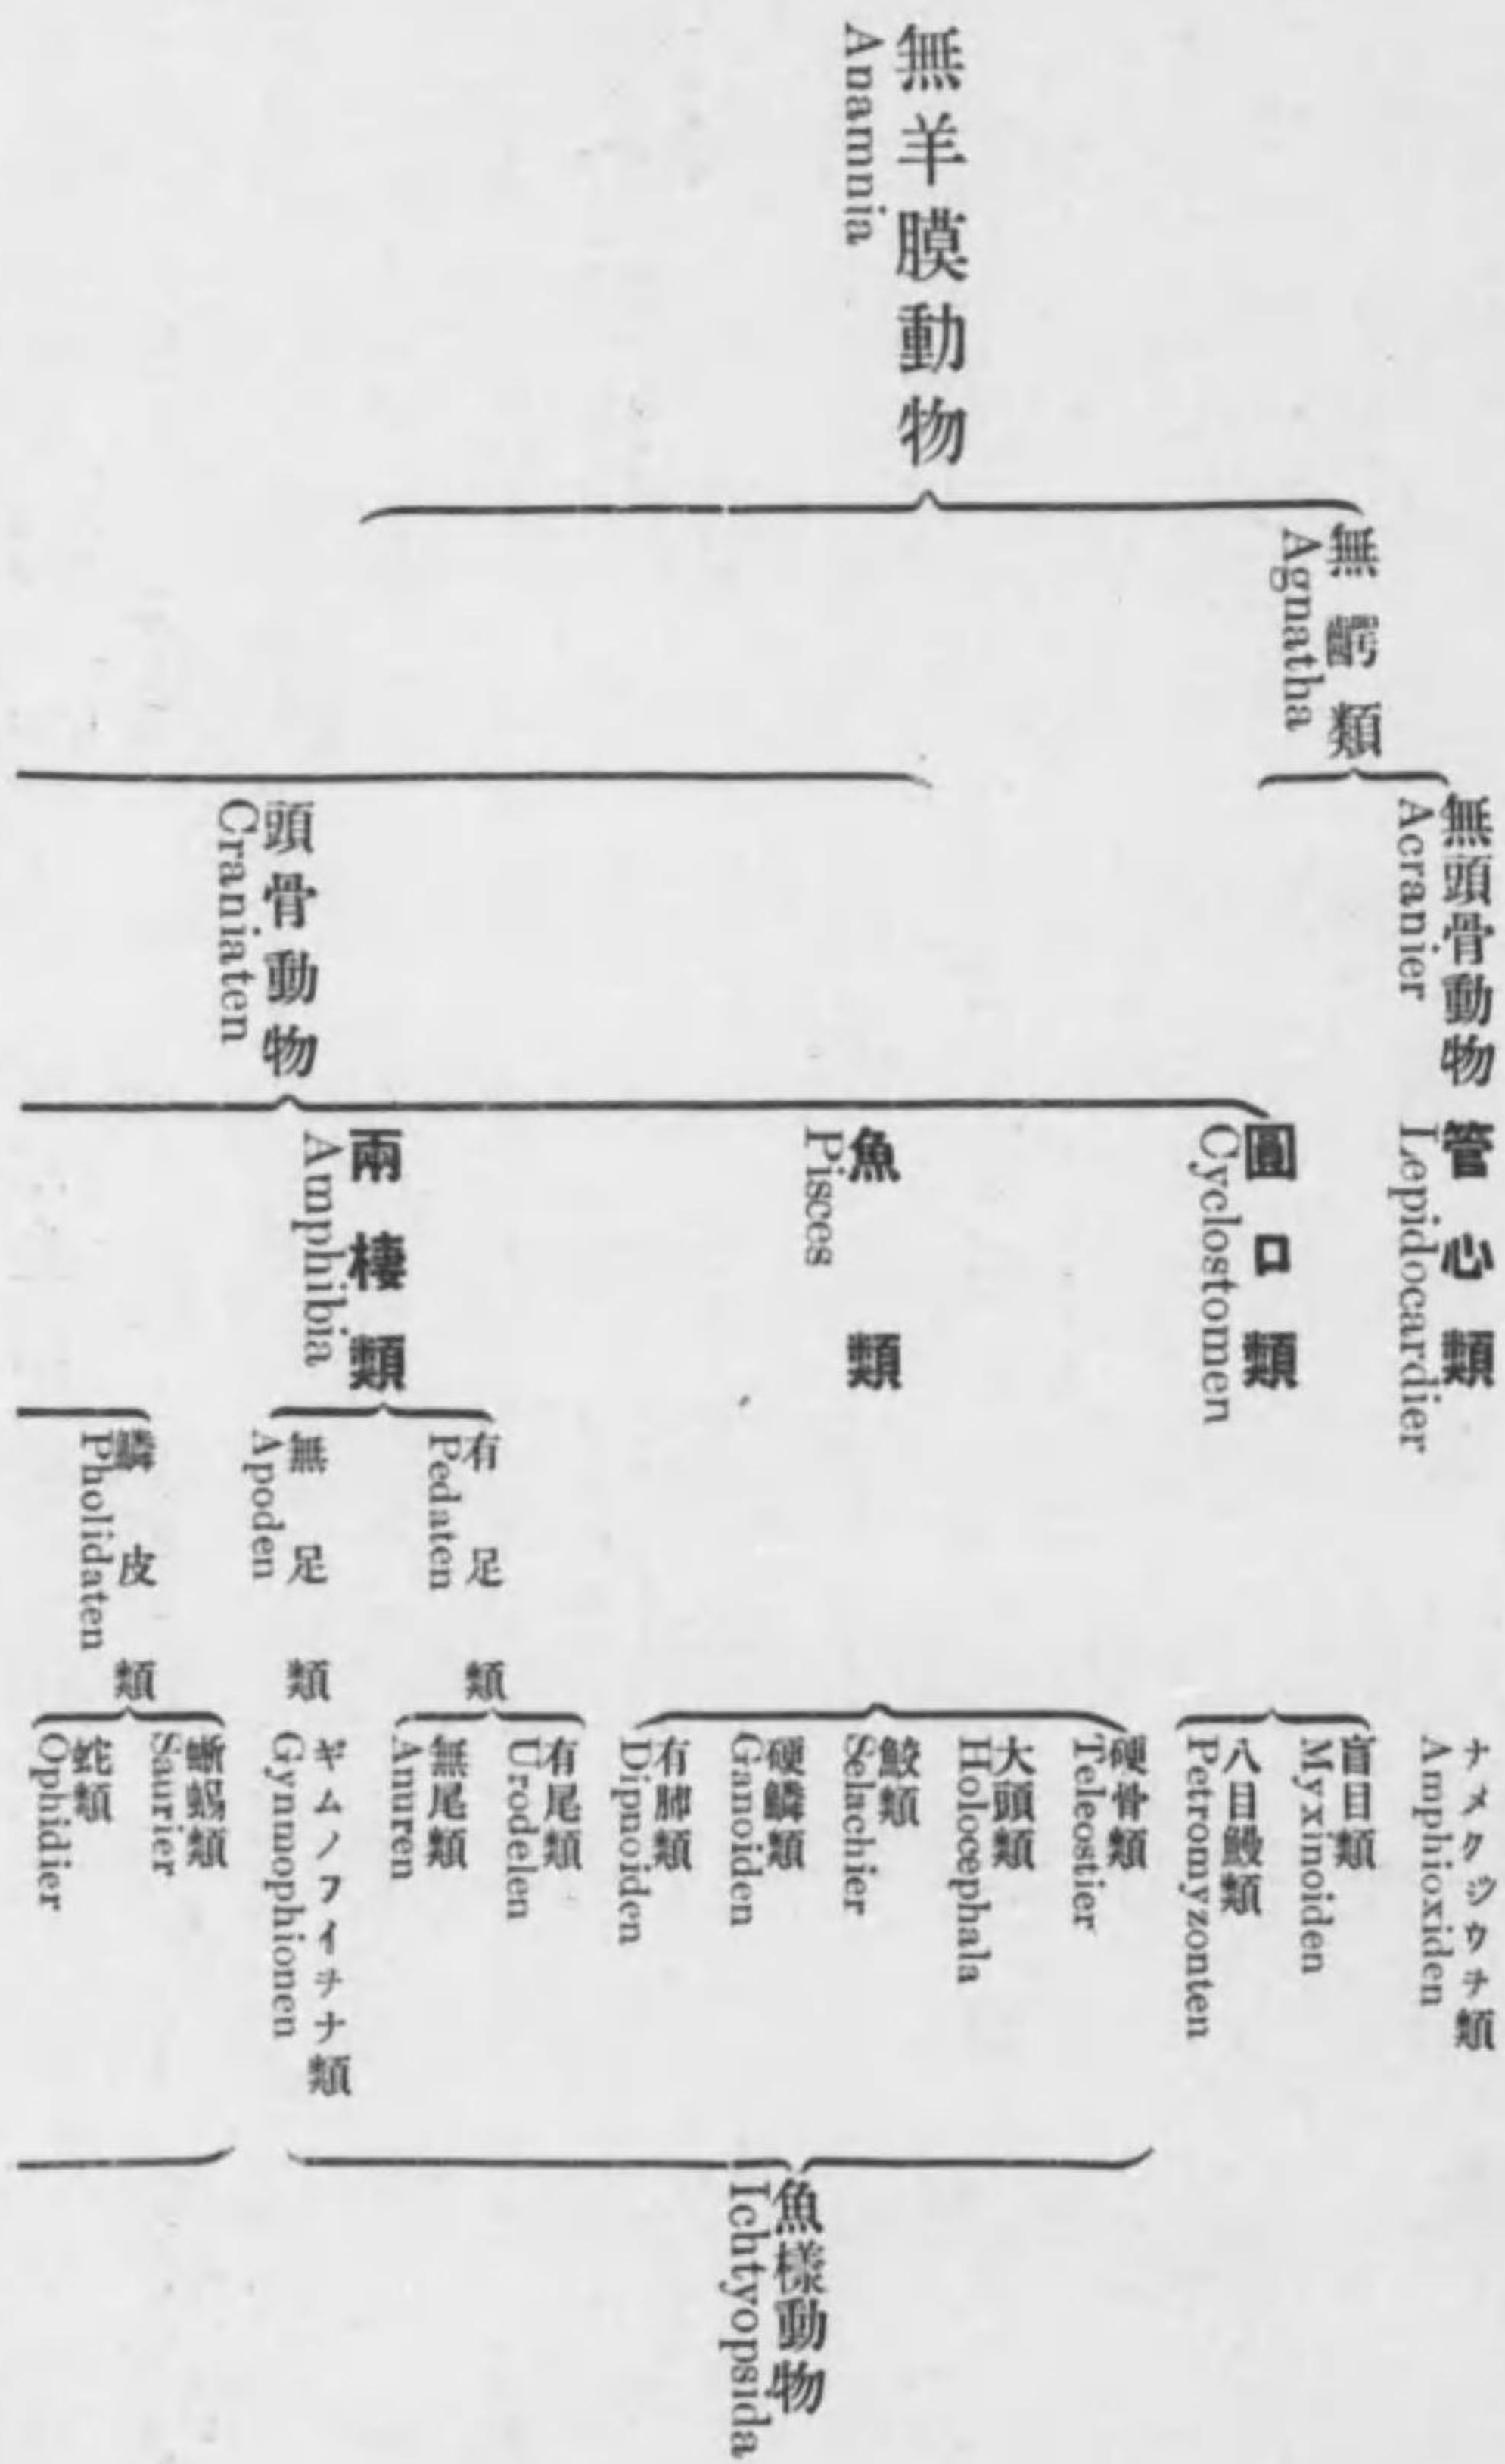 無羊膜動物
Anamnia
無齶類
Agnatha
無頭骨動物
Acranier
頭骨動物
Craniaten
管心類
Lepidocardier
圓口類
Cyclostomen
魚類
Pisces
兩棲類
Amphibia
有足類
Pedaten
無足類
Apoden
鱗皮類
Pholidaten
ナメクジウチ類
Amphioxiden
盲目類
Myxinoiden
八目鰻類
Petromyzonten
硬骨類
Teleostier
大頭類
Holocephala
鮫類
Selachier
硬鱗類
Ganoiden
有肺類
Dipnoiden
有尾類
Urodelen
無尾類
Anuren
ギムノフイチナ類
Gynmophionen
蜥蜴類
Saurier
蛇類
Ophidier
魚樣動物
Ichtyopsida